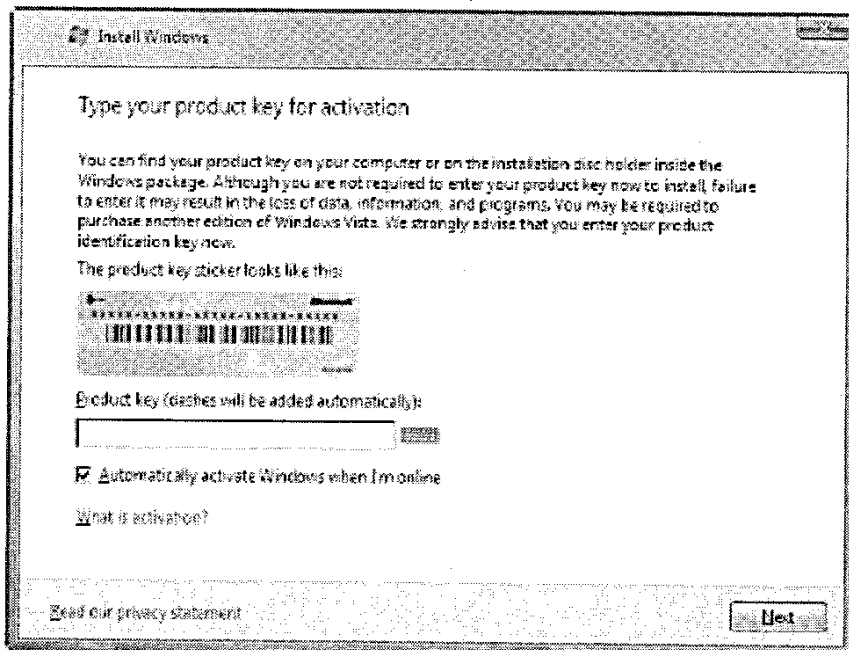 Install Windows
Type your product key for activation
You can find your product key on your computer or on the installation disc holder inside the
Windows package. Although you are not required to enter your product key now to install, failure
to enter it may result in the loss of data, information, and programs. You may be required to
purchase another edition of Windows Vista. We strongly advise that you enter your product
identification key now.
The product key sticker looks like this:
Product key (dashes will be added automatically):
Automatically activate Windows when I'm online
What is activation?
Read our privacy statement
Next